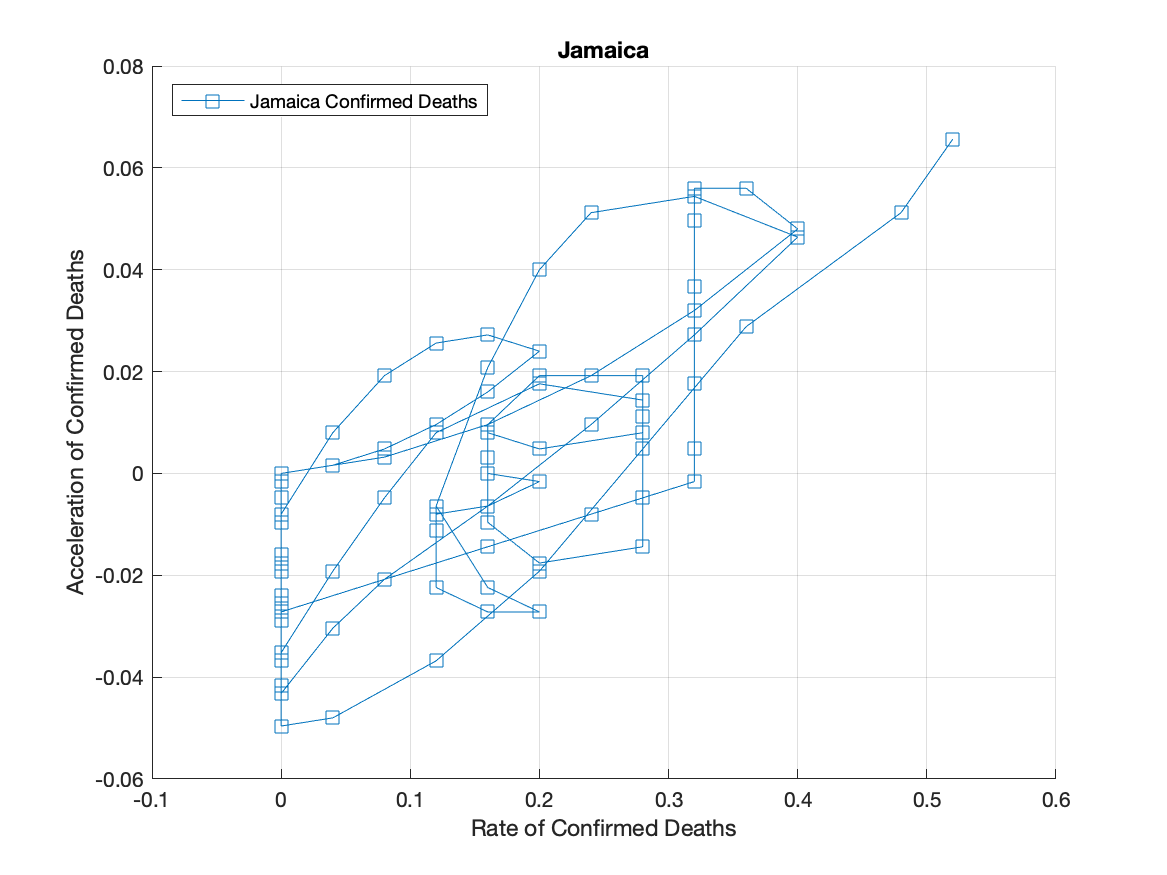 Jamaica
0.08
Jamaica Confirmed Deaths
0.06
0.04
0.02
0
-0.02
-0.04
-0.06
Acceleration of Confirmed Deaths
-0.1 0 0.1 0.2 0.3 0.4 0.5 0.6
Rate of Confirmed Deaths